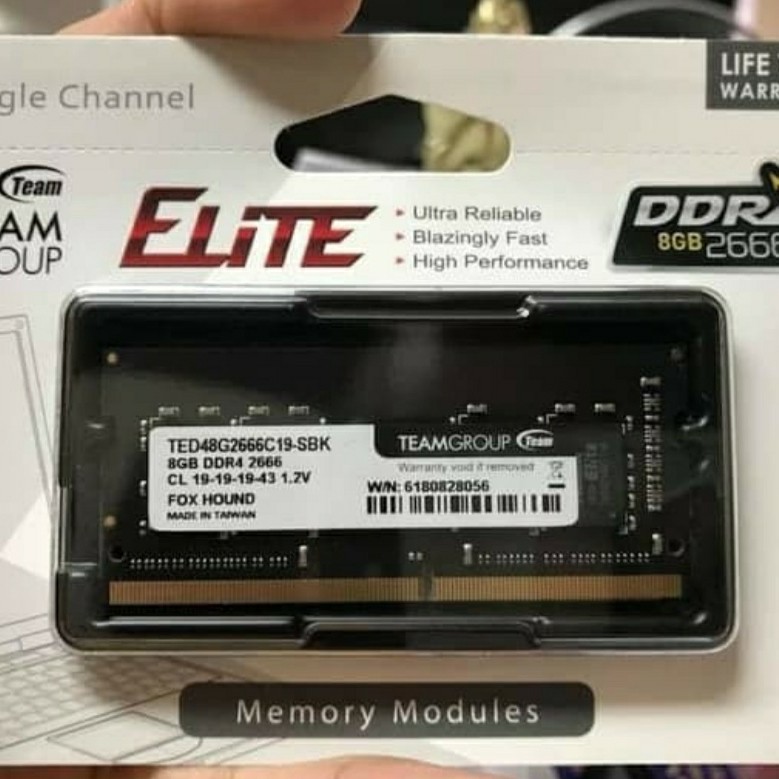 gle Channel
LIFE
WARR
Team
AM
OUP
ELiTE
Ultra Reliable
Blazingly Fast
High Performance
DDR
8GB 2666
TED48G2666C19-SBK
8GB DDR4 2666
CL 19-19-19-43 1.2V
FOX HOUND
MADE IN TAIWAN
TEAMGROUP Team
Warranty void if removed
W/N: 6180828056
Memory Modules